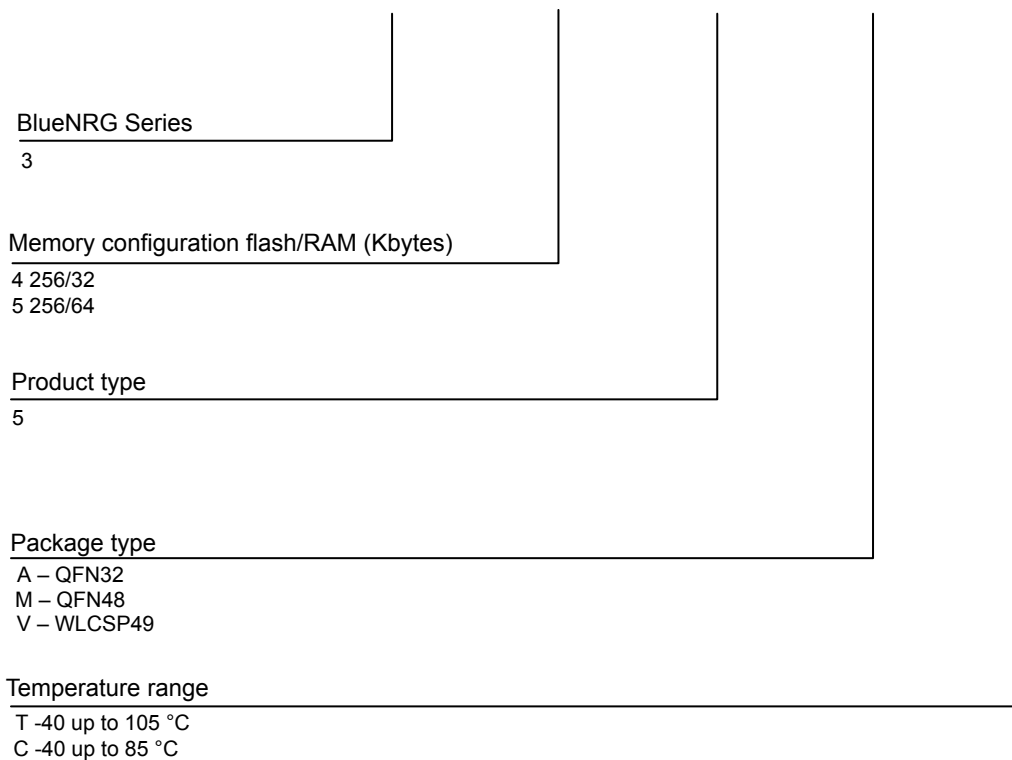 BlueNRG Series
3
Memory configuration flash/RAM (Kbytes)
4 256/32
5 256/64
Product type
5
Package type
A – QFN32
M – QFN48
V – WLCSP49
Temperature range
T -40 up to 105 °C
C -40 up to 85 °C